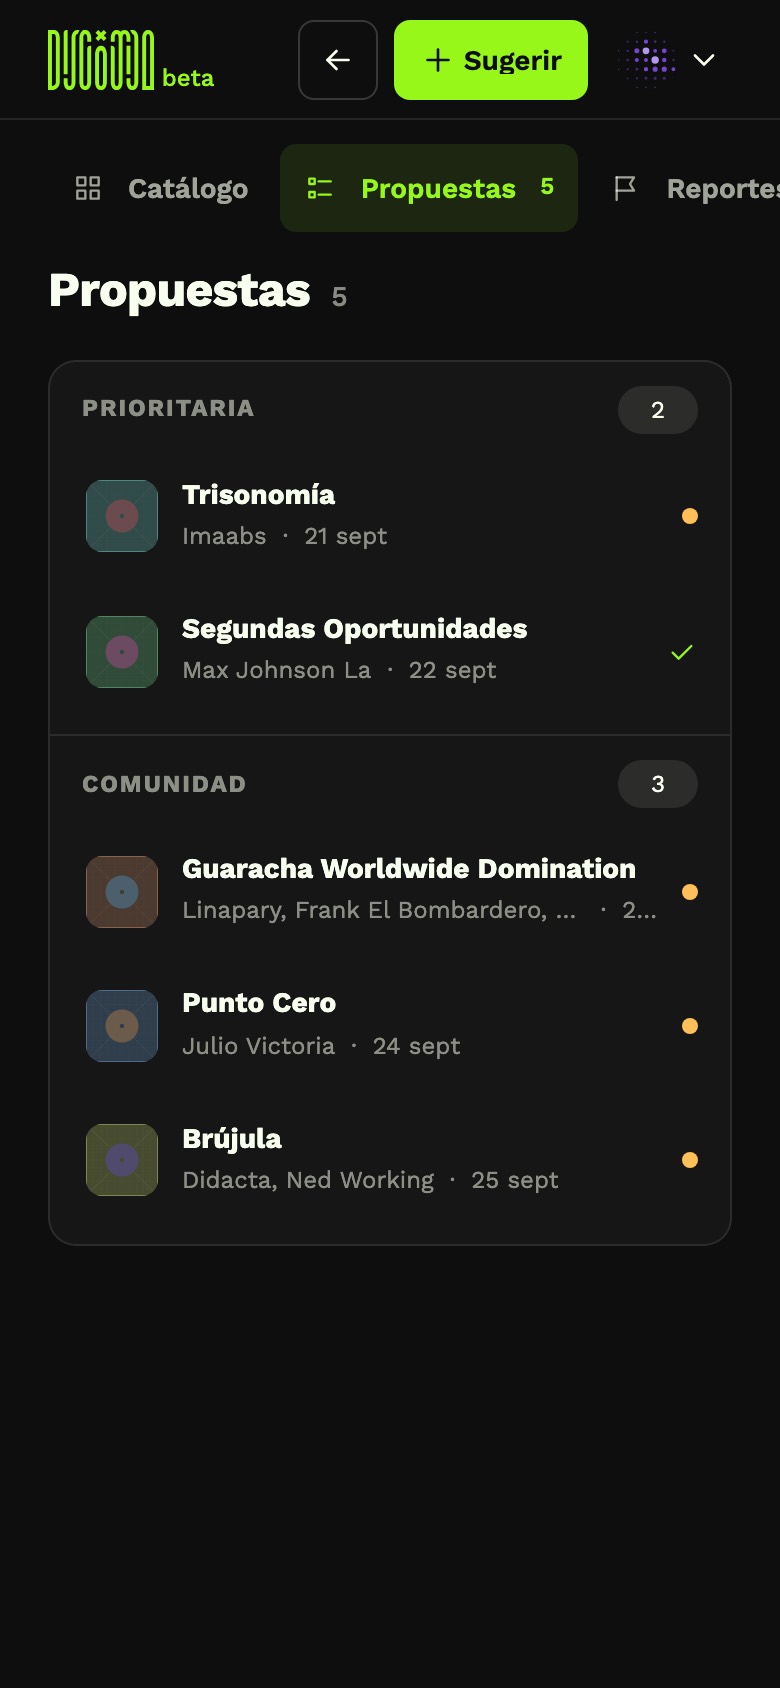 beta
Sugerir
Catálogo
Propuestas 5
Reportes
Propuestas 5
PRIORITARIA 2
Trisonomía
Imaabs · 21 sept
Segundas Oportunidades
Max Johnson La · 22 sept
COMUNIDAD 3
Guaracha Worldwide Domination
Linapary, Frank El Bombardero, ... · 2...
Punto Cero
Julio Victoria · 24 sept
Brújula
Didacta, Ned Working · 25 sept